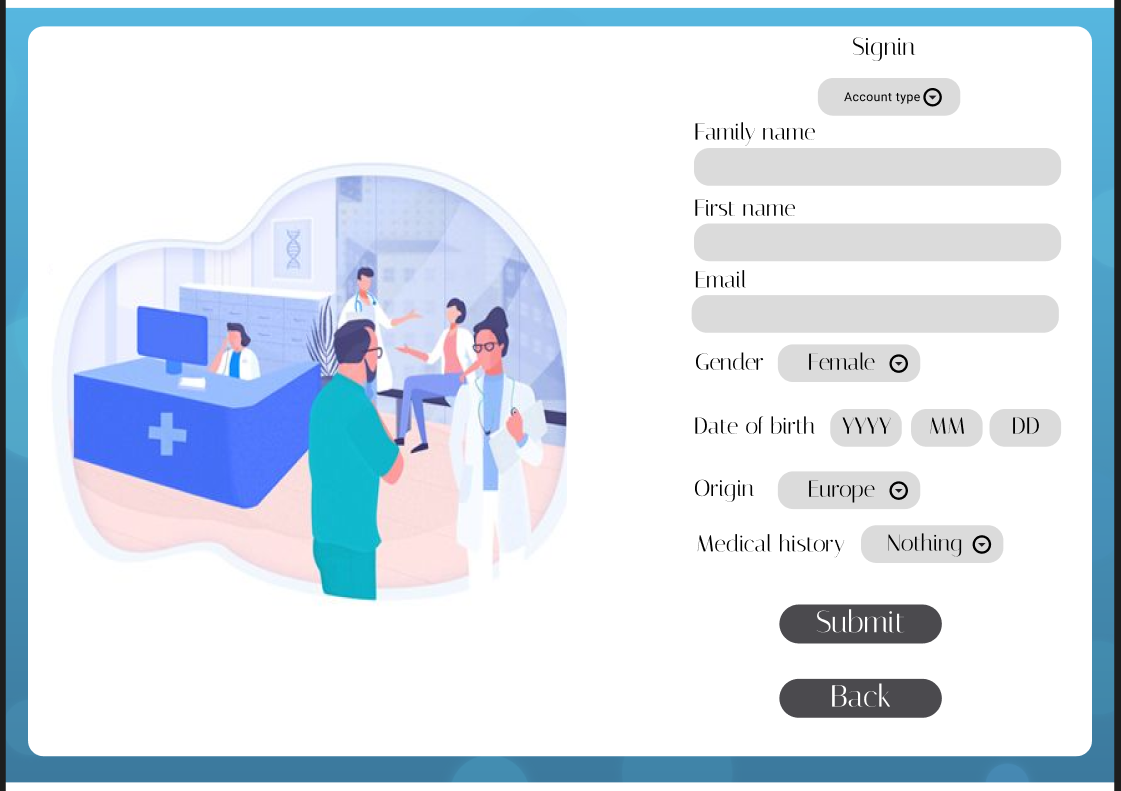 Signin
Account type
Family name
First name
Email
Gender Female
Date of birth YYYY MM DD
Origin Europe
Medical history Nothing
Submit
Back